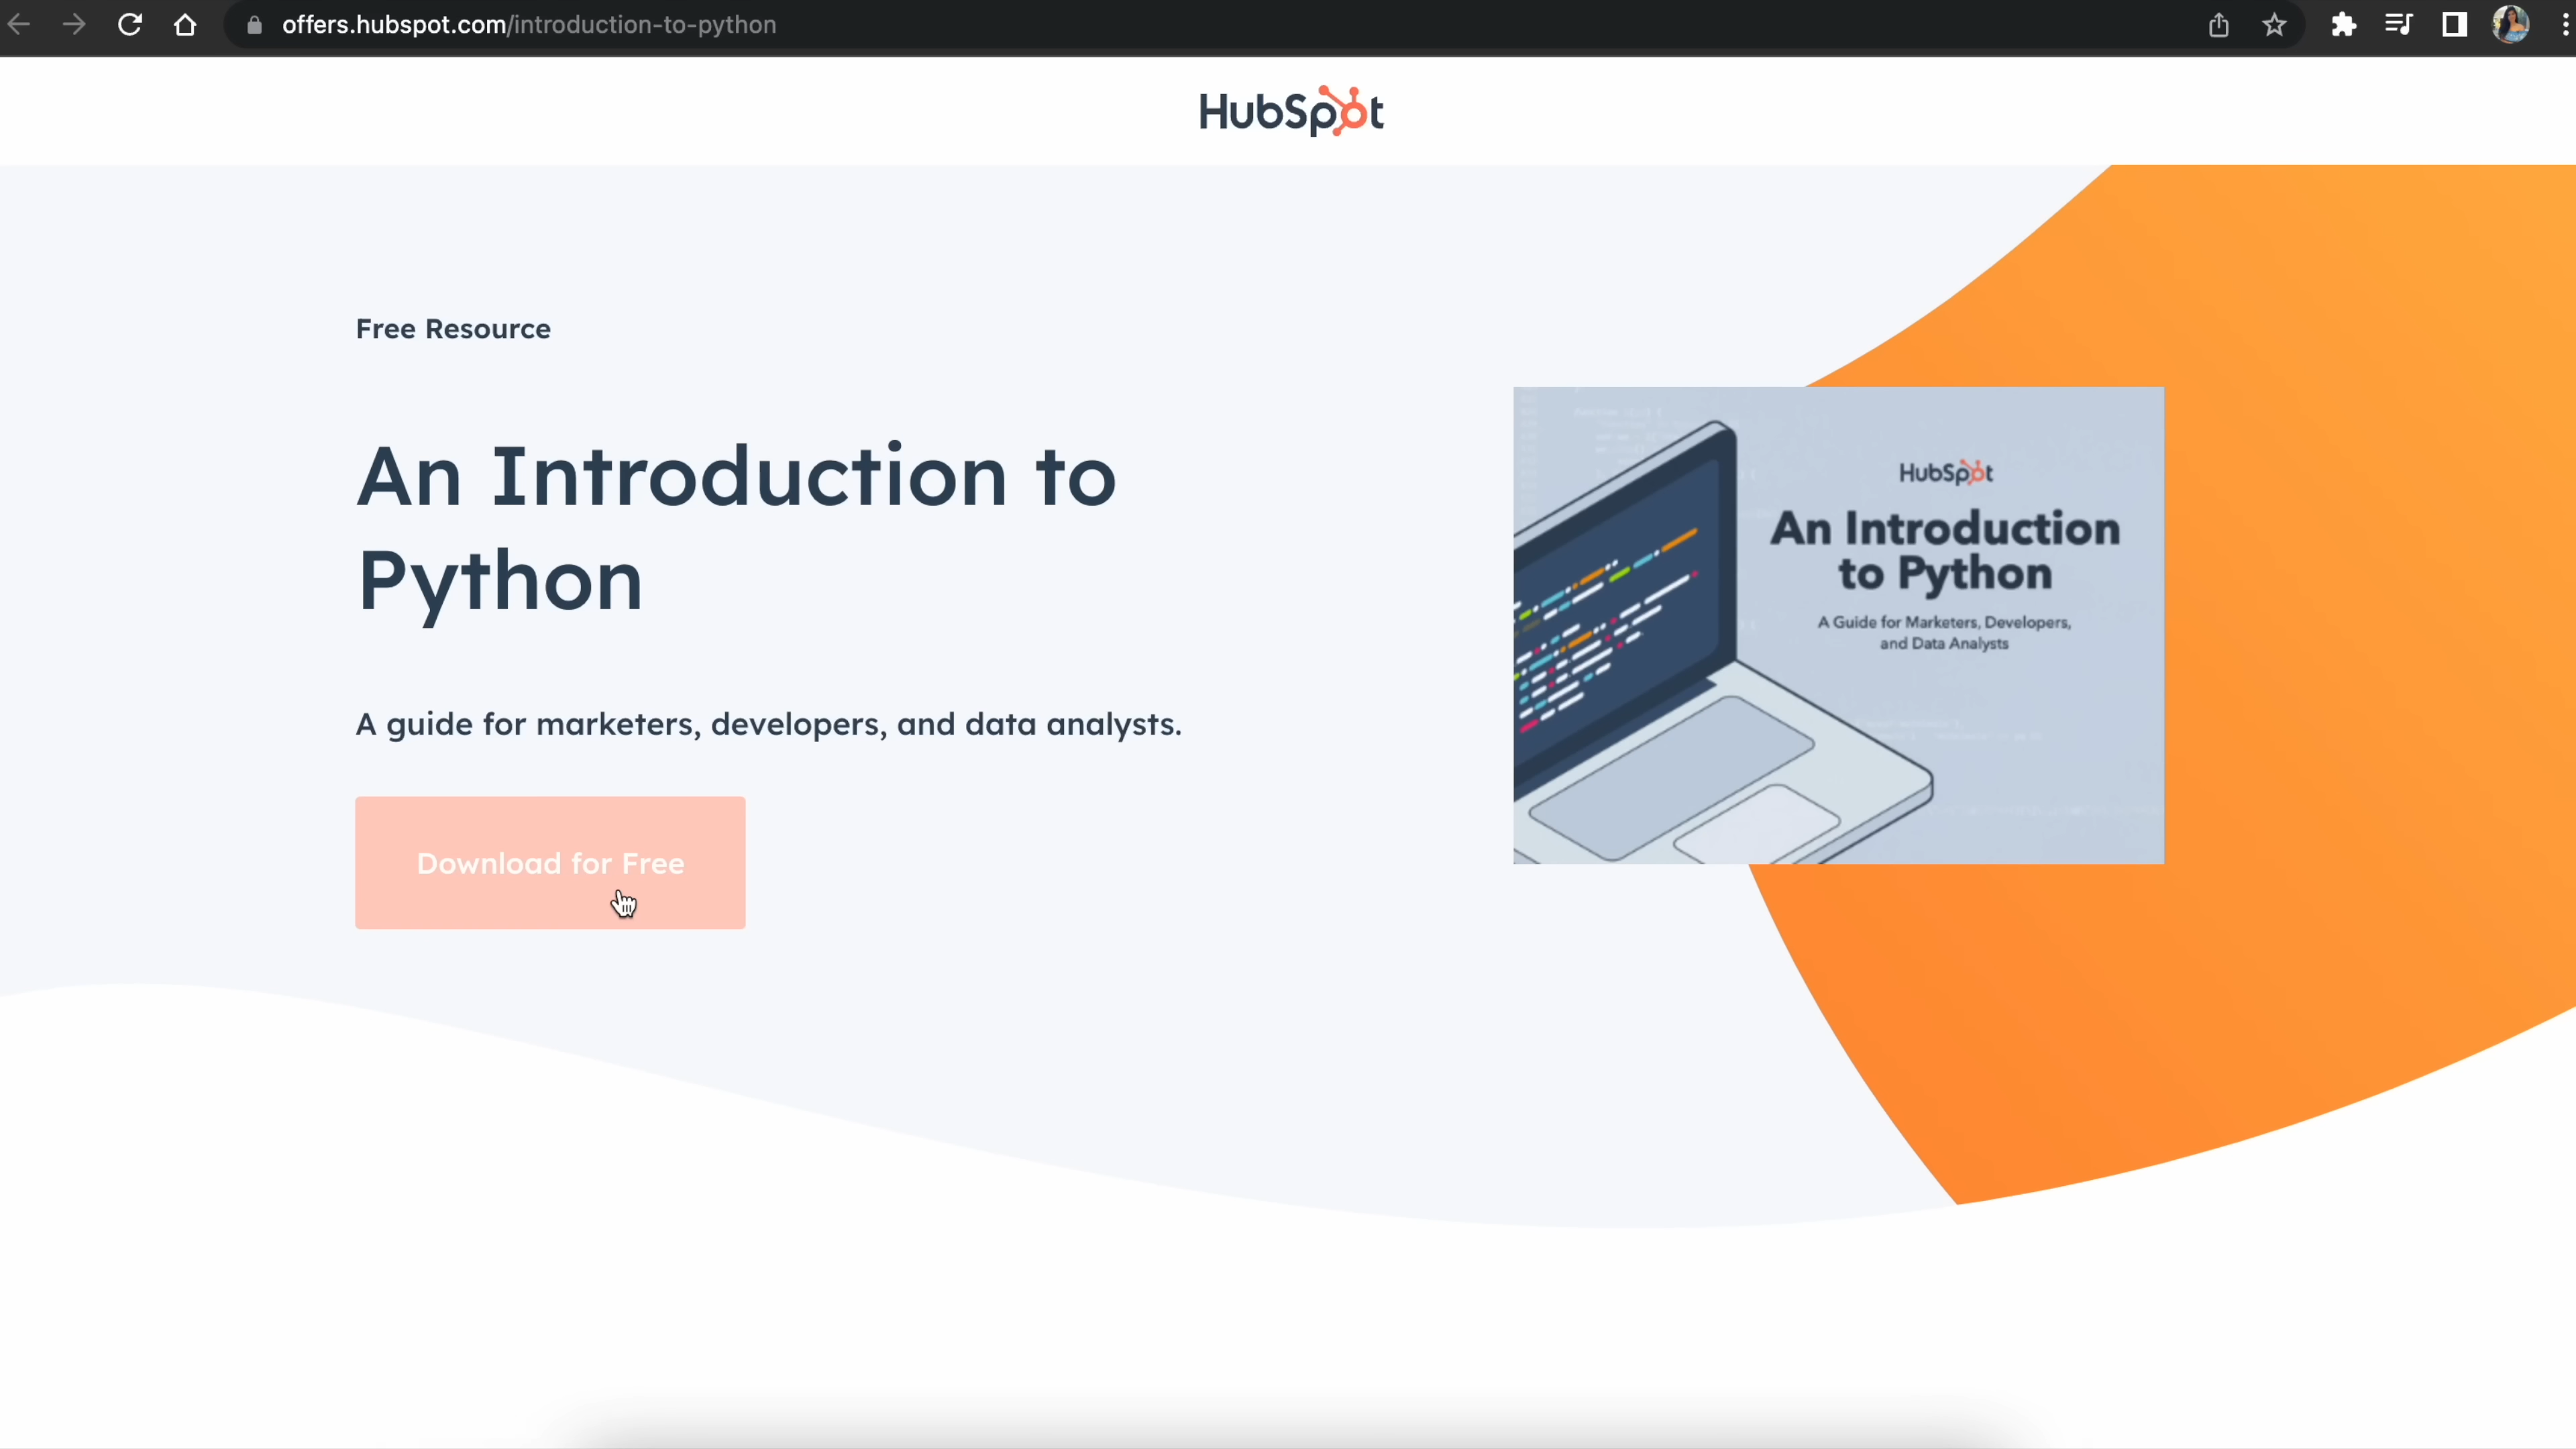 offers.hubspot.com/introduction-to-python
HubSpot
Free Resource
An Introduction to
Python
A guide for marketers, developers, and data analysts.
Download for Free
HubSpot
An Introduction
to Python
A Guide for Marketers, Developers,
and Data Analysts